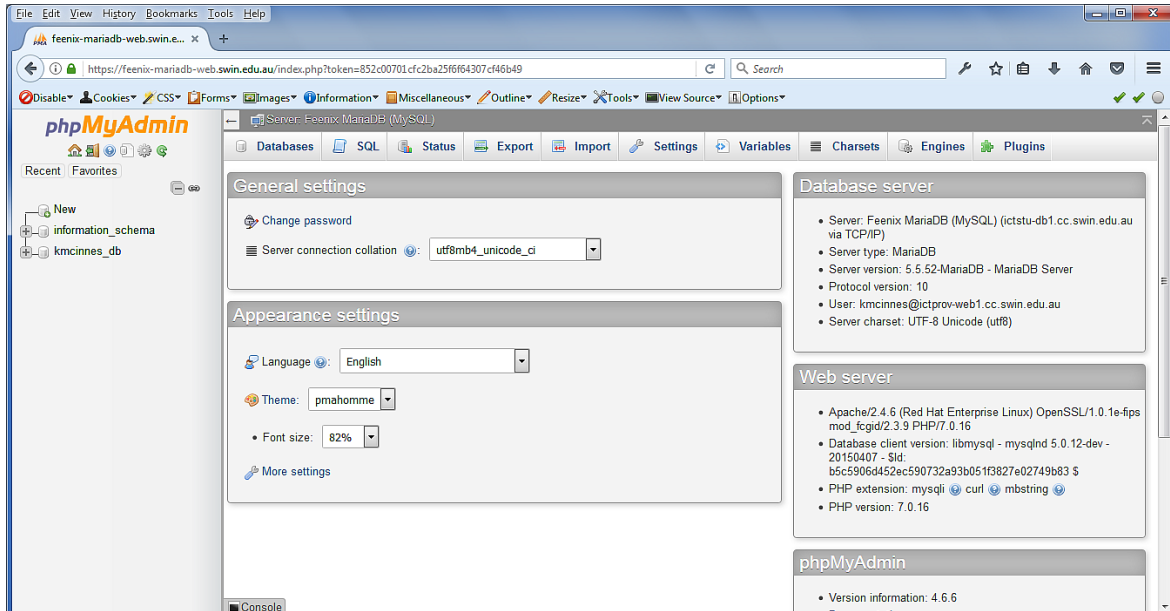 File Edit View History Bookmarks Tools Help
feenix-mariadb-web.swin.e... × +
https://feenix-mariadb-web.swin.edu.au/index.php?token=852c00701cfc2ba25f6f64307cf46b49
Search
Disable Cookies CSS Forms Images Information Miscellaneous Outline Resize Tools View Source Options
phpMyAdmin
Recent Favorites
New
information_schema
kmcinnes_db
Server: Feenix MariaDB (MySQL)
Databases SQL Status Export Import Settings Variables Charsets Engines Plugins
General settings
Change password
Server connection collation : utf8mb4_unicode_ci
Appearance settings
Language : English
Theme: pmahomme
• Font size: 82%
More settings
Database server
• Server: Feenix MariaDB (MySQL) (ictstu-db1.cc.swin.edu.au
via TCP/IP)
• Server type: MariaDB
• Server version: 5.5.52-MariaDB - MariaDB Server
• Protocol version: 10
• User: kmcinnes@ictprov-web1.cc.swin.edu.au
• Server charset: UTF-8 Unicode (utf8)
Web server
• Apache/2.4.6 (Red Hat Enterprise Linux) OpenSSL/1.0.1e-fips
mod_fcgid/2.3.9 PHP/7.0.16
• Database client version: libmysql - mysqlnd 5.0.12-dev -
20150407 - $Id:
b5c5906d452ec590732a93b051f3827e02749b83 $
• PHP extension: mysqli curl mbstring
• PHP version: 7.0.16
phpMyAdmin
• Version information: 4.6.6
Console